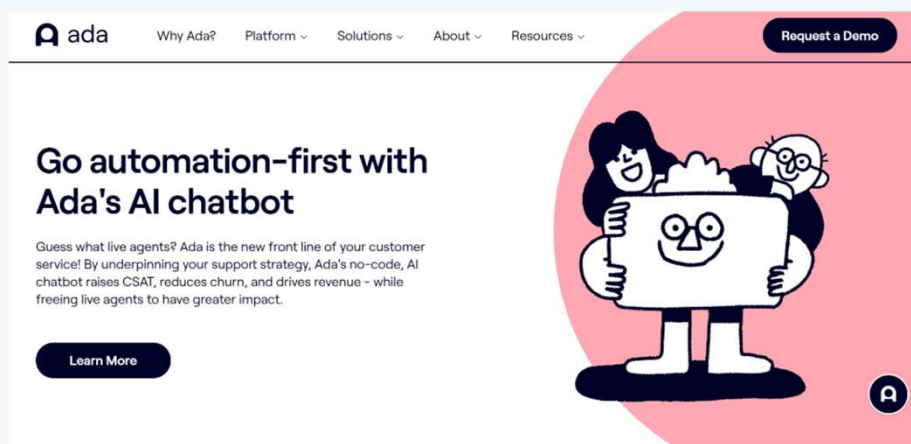 ada
Why Ada?
Platform
Solutions
About
Resources
Request a Demo
Go automation-first with
Ada's AI chatbot
Guess what live agents? Ada is the new front line of your customer
service! By underpinning your support strategy, Ada's no-code, AI
chatbot raises CSAT, reduces churn, and drives revenue - while
freeing live agents to have greater impact.
Learn More